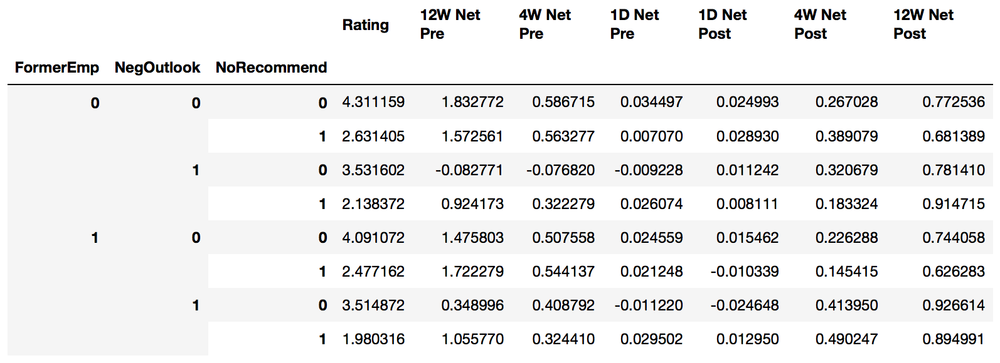 Rating 12W Net Pre 4W Net Pre 1D Net Pre 1D Net Post 4W Net Post 12W Net Post
FormerEmp NegOutlook NoRecommend
0 0 0 4.311159 1.832772 0.586715 0.034497 0.024993 0.267028 0.772536
1 2.631405 1.572561 0.563277 0.007070 0.028930 0.389079 0.681389
1 0 3.531602 -0.082771 -0.076820 -0.009228 0.011242 0.320679 0.781410
1 2.138372 0.924173 0.322279 0.026074 0.008111 0.183324 0.914715
1 0 0 4.091072 1.475803 0.507558 0.024559 0.015462 0.226288 0.744058
1 2.477162 1.722279 0.544137 0.021248 -0.010339 0.145415 0.626283
1 0 3.514872 0.348996 0.408792 -0.011220 -0.024648 0.413950 0.926614
1 1.980316 1.055770 0.324410 0.029502 0.012950 0.490247 0.894991